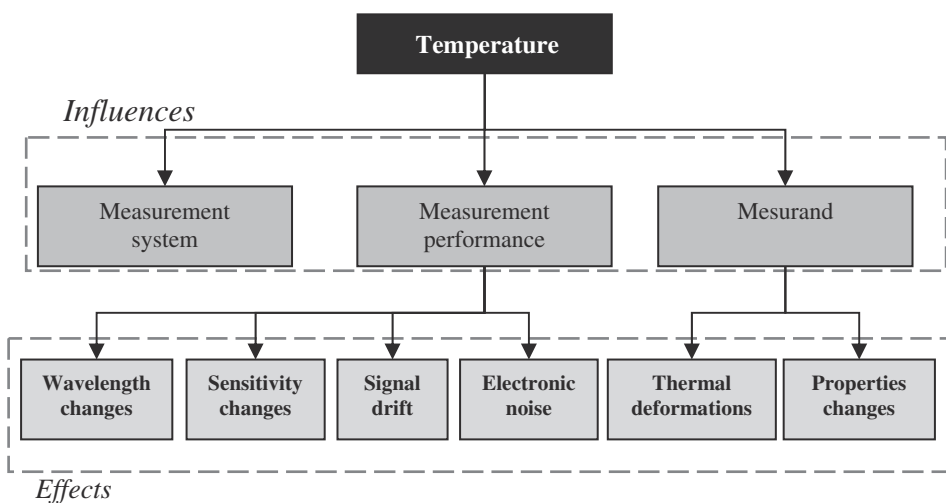 Temperature
Influences
Measurement
system
Measurement
performance
Mesurand
Wavelength
changes
Sensitivity
changes
Signal
drift
Electronic
noise
Thermal
deformations
Properties
changes
Effects